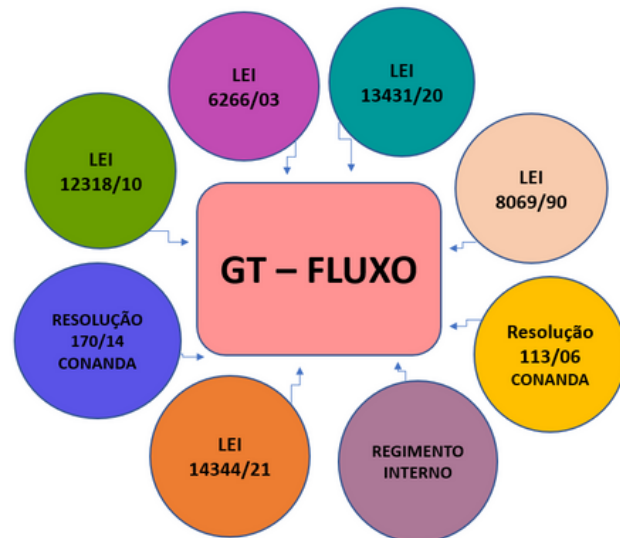 LEI
6266/03
LEI
13431/20
LEI
12318/10
LEI
8069/90
GT – FLUXO
RESOLUÇÃO
170/14
CONANDA
Resolução
113/06
CONANDA
LEI
14344/21
REGIMENTO
INTERNO